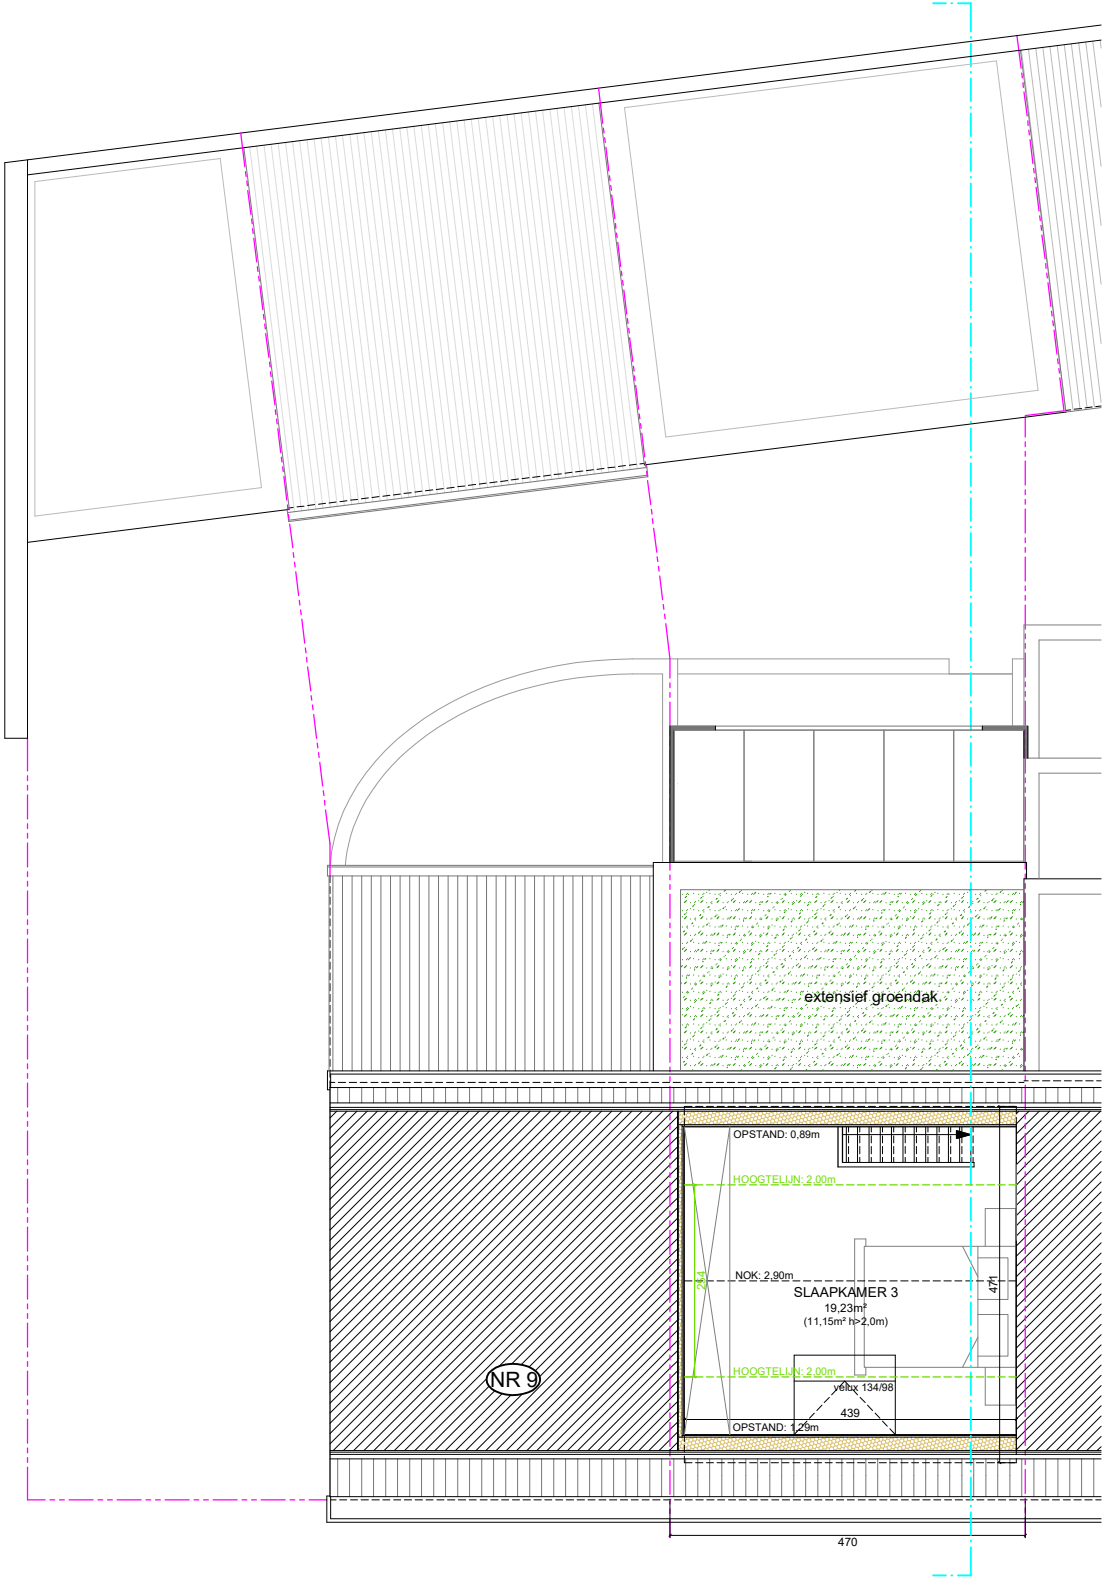 extensief groendak
OPSTAND: 0,89m
HOOGTELIJN: 2,00m
254
NOK: 2,90m
471
SLAAPKAMER 3
19,23m²
(11,15m² h>2,0m)
NR 9
HOOGTELIJN: 2,00m
velux 134/98
439
OPSTAND: 1,29m
470